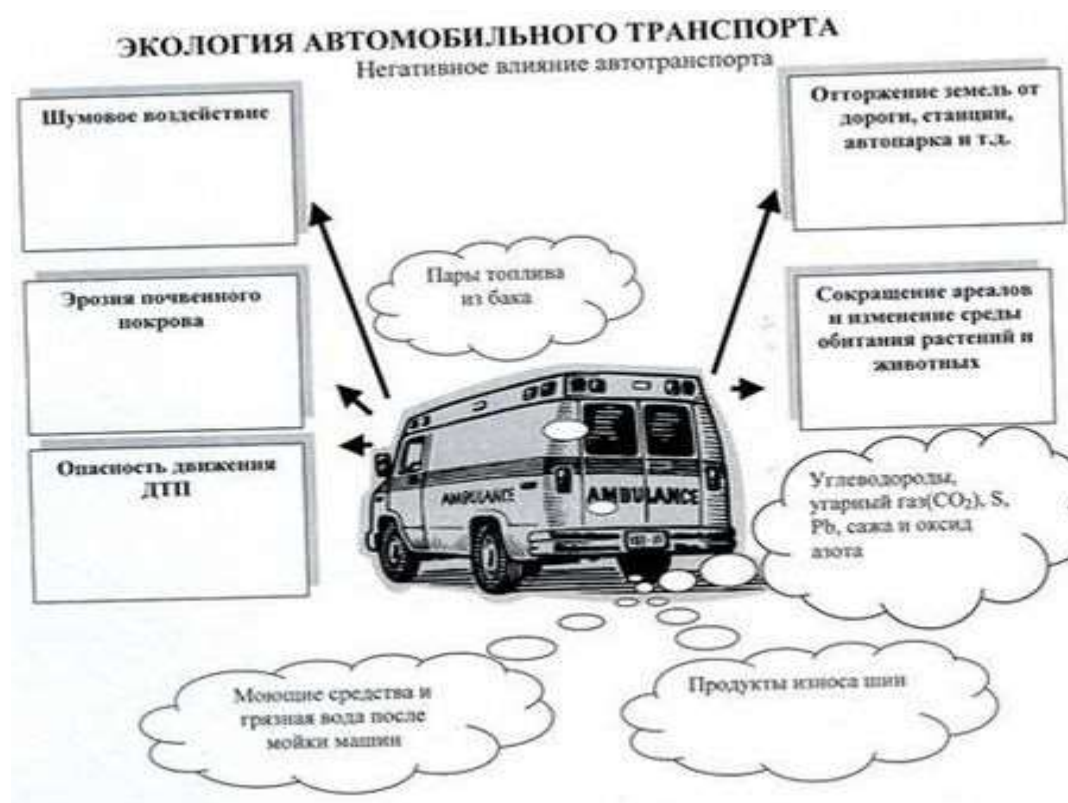 ЭКОЛОГИЯ АВТОМОБИЛЬНОГО ТРАНСПОРТА
Негативное влияние автотранспорта
Шумовое воздействие
Отторжение земель от
дороги, станции,
автопарка и т.д.
Пары топлива
из бака
Эрозия почвенного
покрова
Сокращение ареалов
и изменение среды
обитания растений и
животных
Опасность движения
ДТП
Углеводороды,
угарный газ(CO₂), S,
Pb, сажа и оксид
азота
AMBULANCE
AMBULANCE
Моющие средства и
грязная вода после
мойки машин
Продукты износа шин